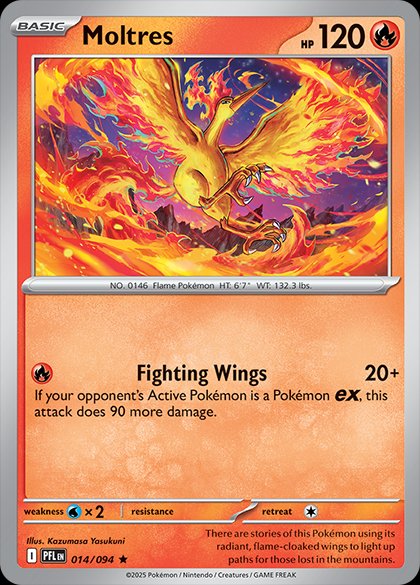 BASIC
Moltres
HP 120
NO. 0146 Flame Pokémon HT: 6'7" WT: 132.3 lbs.
Fighting Wings 20+
If your opponent's Active Pokémon is a Pokémon ex, this
attack does 90 more damage.
weakness ×2 resistance retreat
Illus. Kazumasa Yasukuni
I PFL EN 014/094 ★
There are stories of this Pokémon using its
radiant, flame-cloaked wings to light up
paths for those lost in the mountains.
©2025 Pokémon / Nintendo / Creatures / GAME FREAK